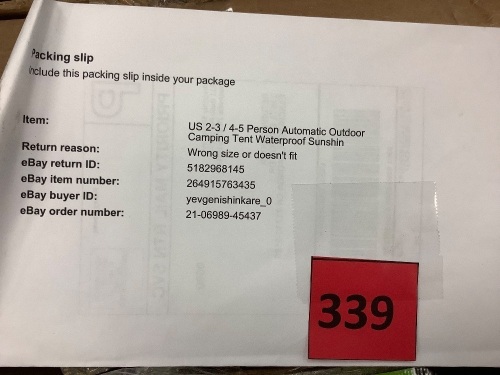 Packing slip
Include this packing slip inside your package
Item:
US 2-3 / 4-5 Person Automatic Outdoor
Camping Tent Waterproof Sunshin
Return reason: Wrong size or doesn't fit
eBay return ID: 5182968145
eBay item number: 264915763435
eBay buyer ID: yevgenishinkare_0
eBay order number: 21-06989-45437
339